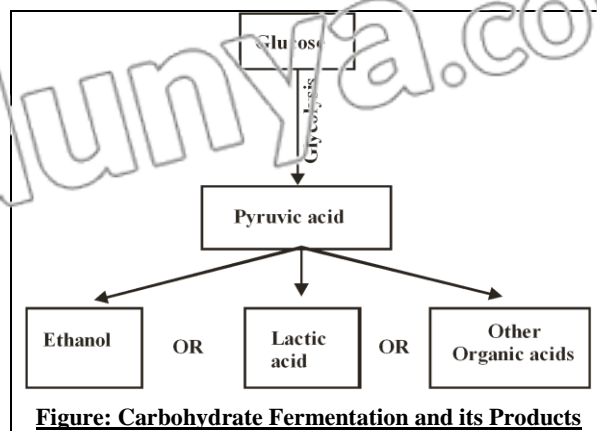 Glucose
Glycolysis
Pyruvic acid
Ethanol
OR
Lactic
acid
OR
Other
Organic acids
Figure: Carbohydrate Fermentation and its Products